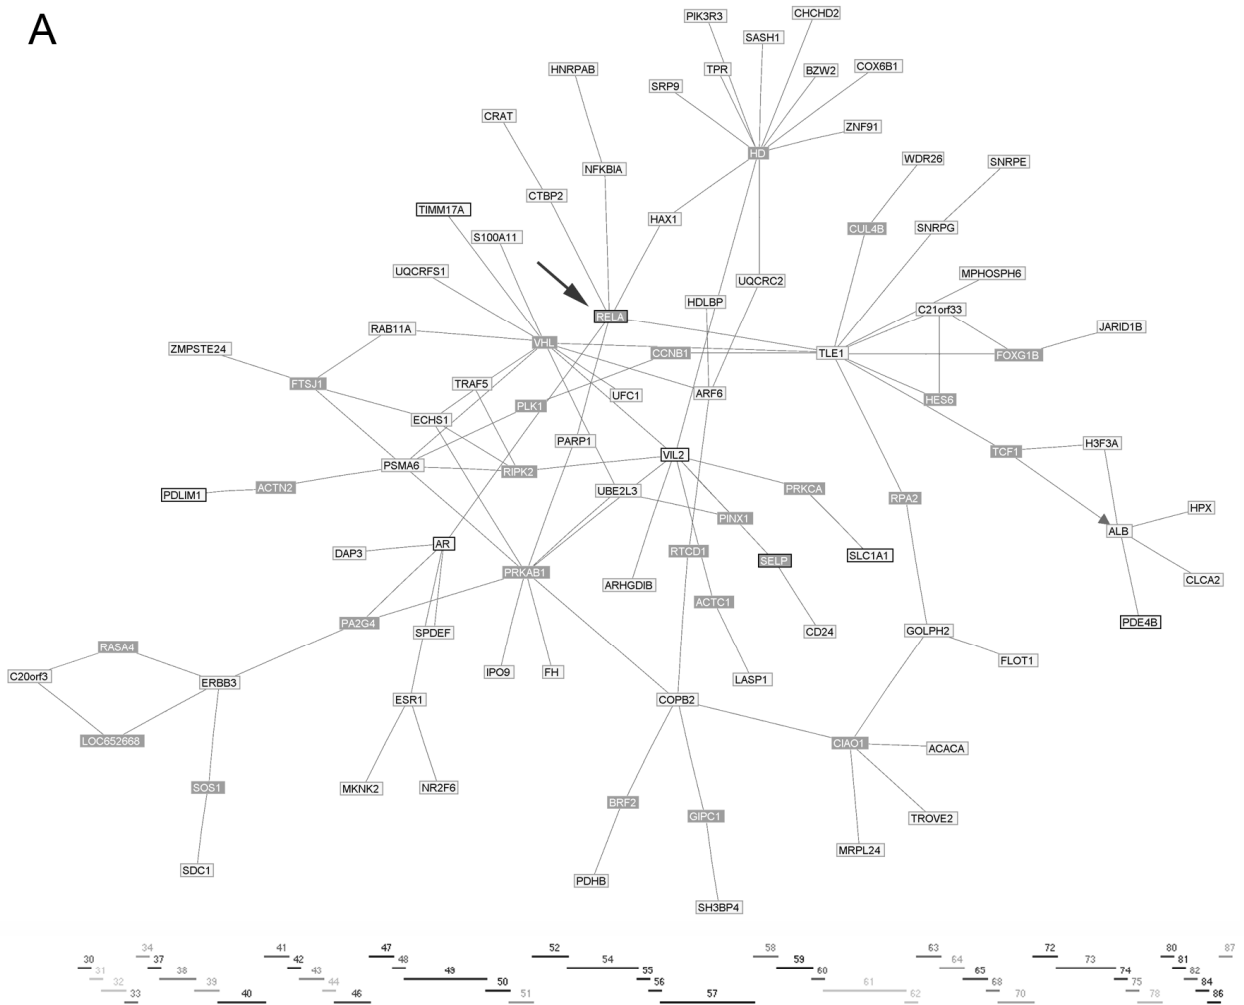 A
PIK3R3
CHCHD2
SASH1
HNRPAB
TPR
BZW2
COX6B1
SRP9
CRAT
ZNF91
HD
WDR26
SNRPE
NFKBIA
CTBP2
TIMM17A
HAX1
CUL4B
SNRPG
S100A11
UQCRFS1
UQCRC2
MPHOSPH6
HDLBP
C21orf33
RELA
RAB11A
JARID1B
ZMPSTE24
VHL
CCNB1
TLE1
FOXG1B
FTSJ1
TRAF5
UFC1
ARF6
HES6
PLK1
ECHS1
PARP1
H3F3A
TCF1
VIL2
PSMA6
RIPK2
PDLIM1
ACTN2
UBE2L3
PRKCA
RPA2
HPX
PINX1
ALB
AR
DAP3
RTCD1
SELP
SLC1A1
PRKAB1
ARHGDIB
CLCA2
ACTC1
PA2G4
SPDEF
CD24
GOLPH2
PDE4B
RASA4
C20orf3
ERBB3
IPO9
FH
LASP1
FLOT1
ESR1
COPB2
LOC652668
CIAO1
ACACA
SOS1
MKNK2
NR2F6
BRF2
GIPC1
TROVE2
MRPL24
SDC1
PDHB
SH3BP4
34 41 47 52 58 63 72 80 87
30 37 42 48 54 59 64 73 81
31 38 43 49 55 60 65 74 82
32 39 44 50 56 61 68 75 84
33 40 46 51 57 62 70 78 86